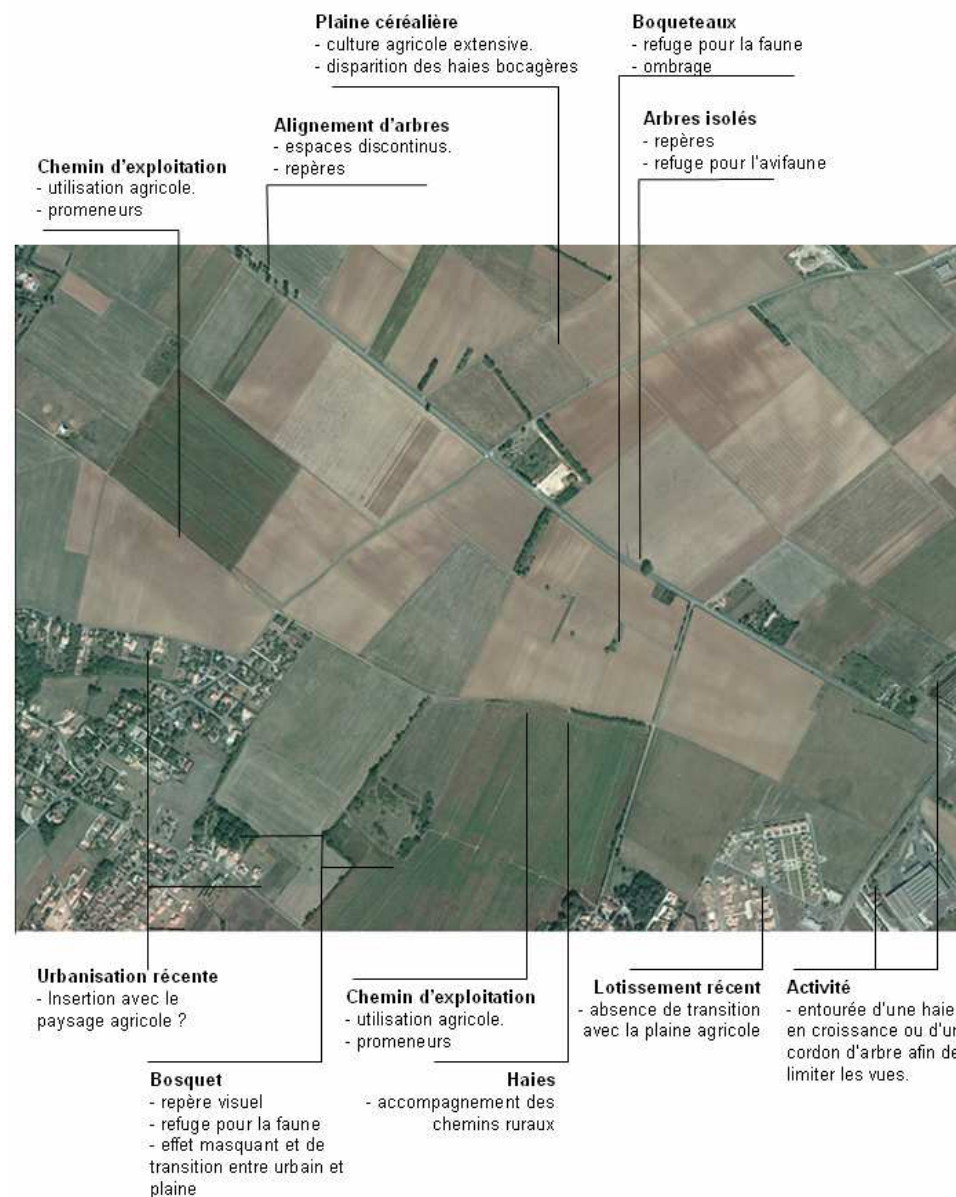 Plaine céréalière
- culture agricole extensive.
- disparition des haies bocagères
Boqueteaux
- refuge pour la faune
- ombrage
Alignement d'arbres
- espaces discontinus.
- repères
Arbres isolés
- repères
- refuge pour l'avifaune
Chemin d'exploitation
- utilisation agricole.
- promeneurs
Urbanisation récente
- Insertion avec le
paysage agricole ?
Chemin d'exploitation
- utilisation agricole.
- promeneurs
Lotissement récent
- absence de transition
avec la plaine agricole
Activité
- entourée d'une haie
en croissance ou d'un
cordon d'arbre afin de
limiter les vues.
Bosquet
- repère visuel
- refuge pour la faune
- effet masquant et de
transition entre urbain et
plaine
Haies
- accompagnement des
chemins ruraux